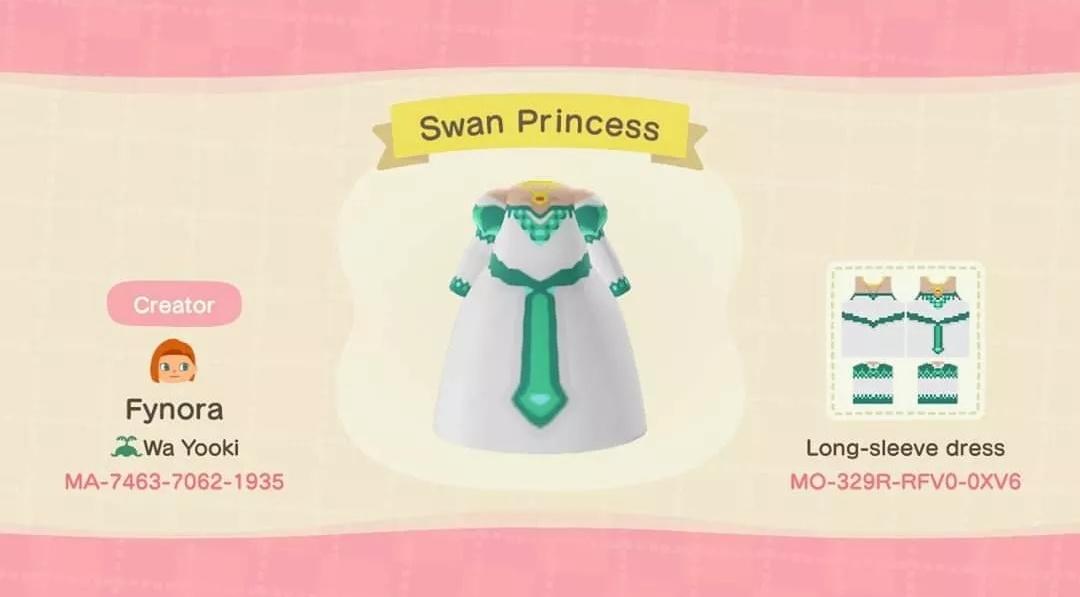 Swan Princess
Creator
Fynora
Wa Yooki
MA-7463-7062-1935
Long-sleeve dress
MO-329R-RFV0-0XV6